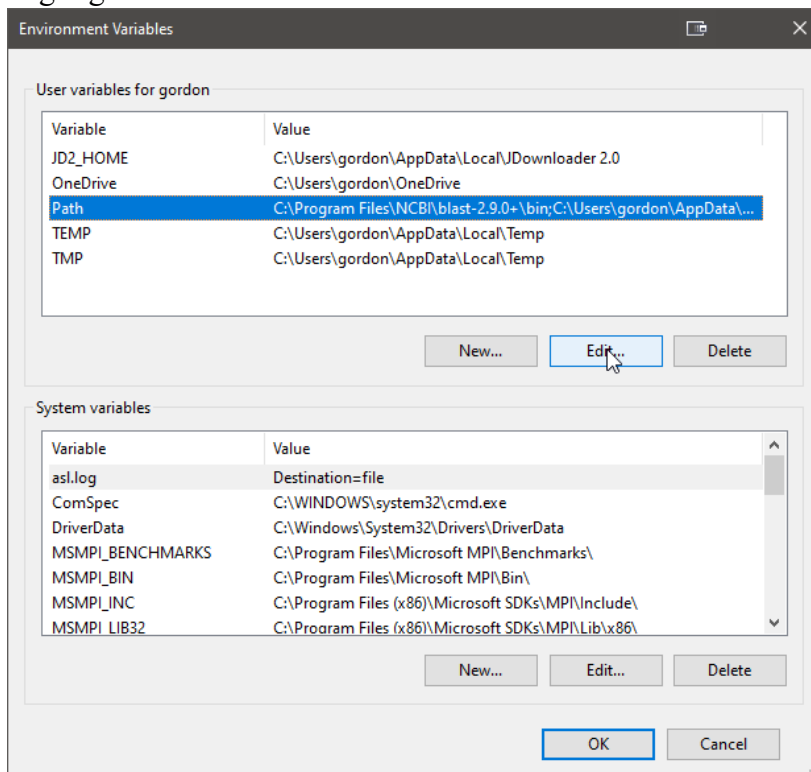 Environment Variables
User variables for gordon
Variable Value
JD2_HOME C:\Users\gordon\AppData\Local\JDownloader 2.0
OneDrive C:\Users\gordon\OneDrive
Path C:\Program Files\NCBI\blast-2.9.0+\bin;C:\Users\gordon\AppData\...
TEMP C:\Users\gordon\AppData\Local\Temp
TMP C:\Users\gordon\AppData\Local\Temp
New... Edit... Delete
System variables
Variable Value
asl.log Destination=file
ComSpec C:\WINDOWS\system32\cmd.exe
DriverData C:\Windows\System32\Drivers\DriverData
MSMPI_BENCHMARKS C:\Program Files\Microsoft MPI\Benchmarks\
MSMPI_BIN C:\Program Files\Microsoft MPI\Bin\
MSMPI_INC C:\Program Files (x86)\Microsoft SDKs\MPI\Include\
MSMPI_LIB32 C:\Program Files (x86)\Microsoft SDKs\MPI\Lib\x86\
New... Edit... Delete
OK Cancel